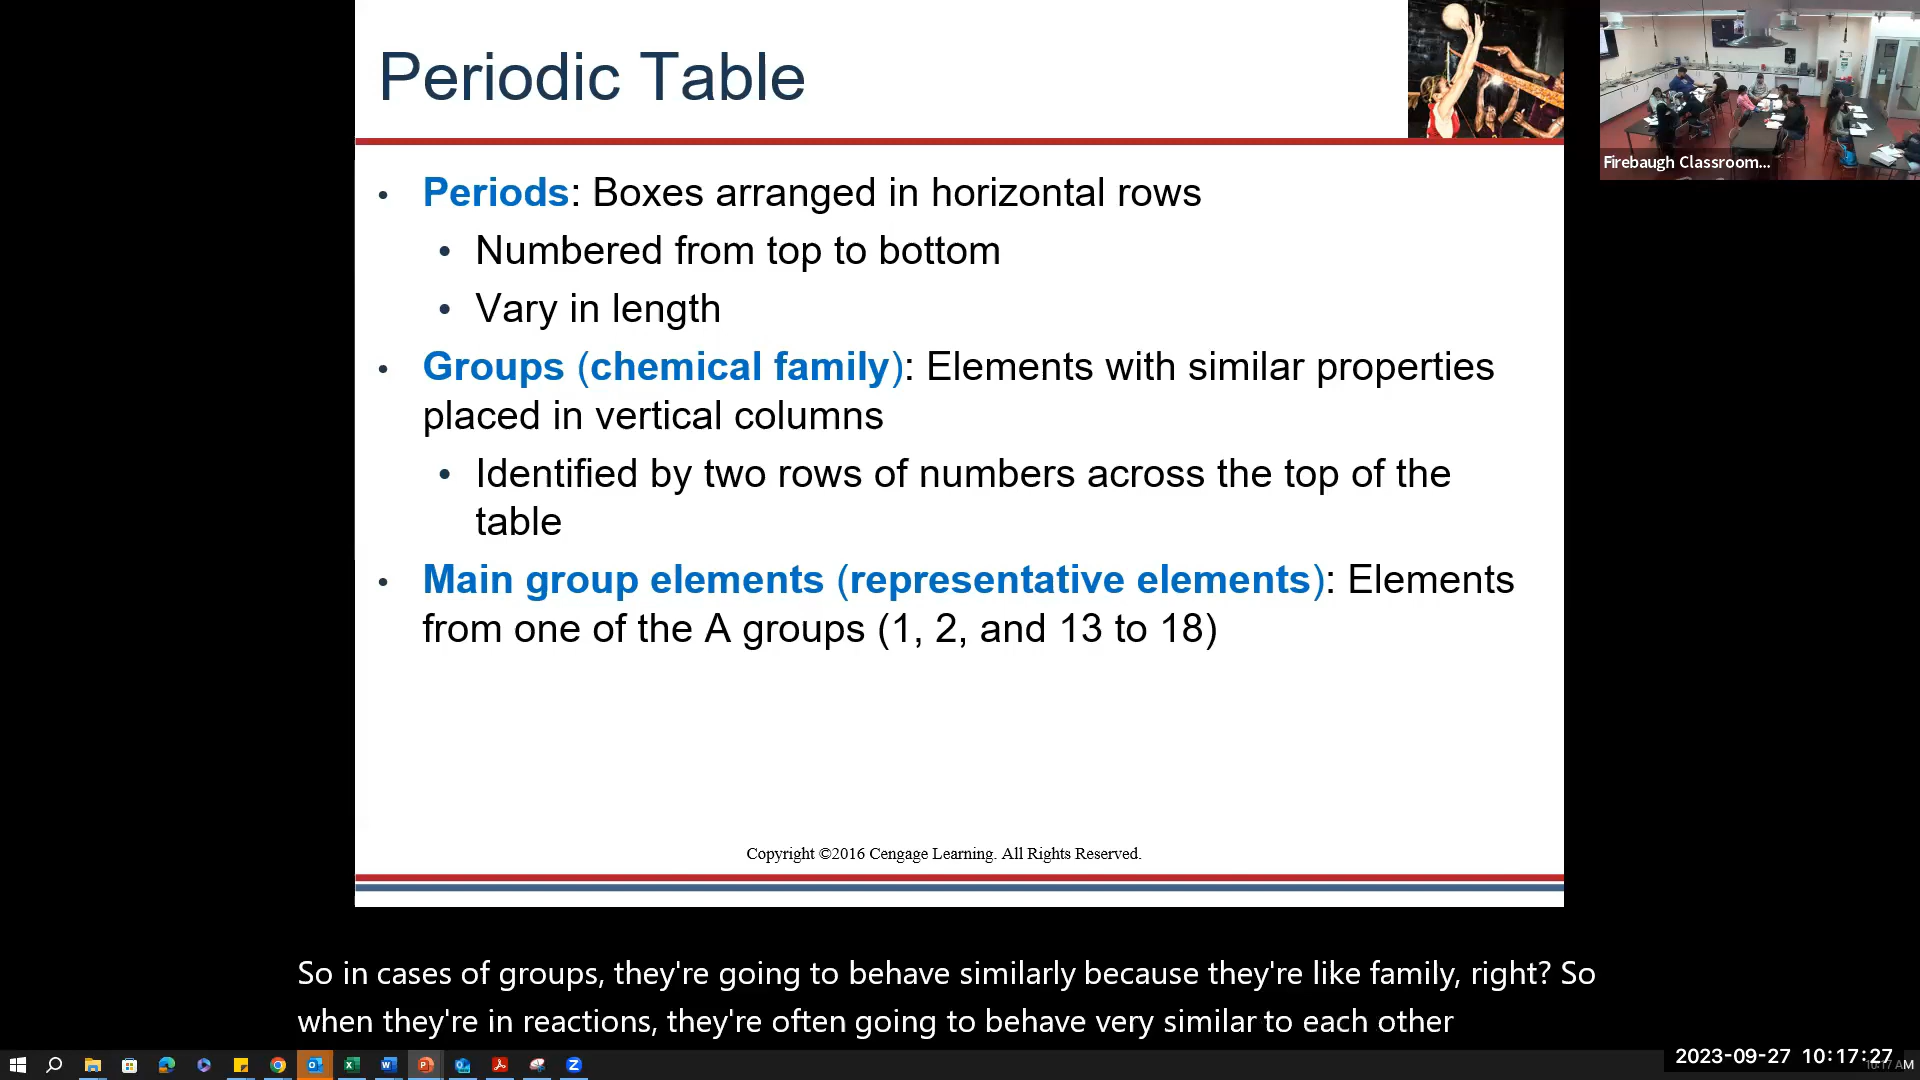 Periodic Table
Firebaugh Classroom...
• Periods: Boxes arranged in horizontal rows
• Numbered from top to bottom
• Vary in length
• Groups (chemical family): Elements with similar properties
placed in vertical columns
• Identified by two rows of numbers across the top of the
table
• Main group elements (representative elements): Elements
from one of the A groups (1, 2, and 13 to 18)
Copyright ©2016 Cengage Learning. All Rights Reserved.
So in cases of groups, they're going to behave similarly because they're like family, right? So
when they're in reactions, they're often going to behave very similar to each other
2023-09-27 10:17:27
10:17 AM